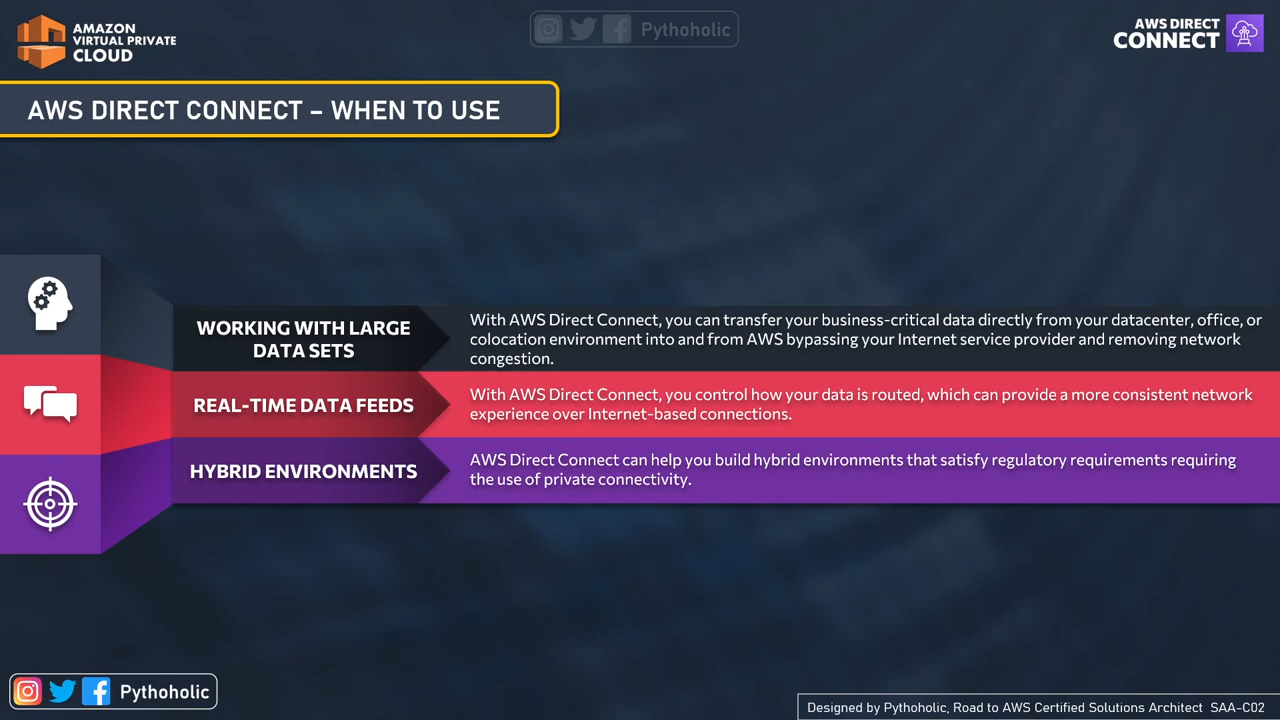 AMAZON
VIRTUAL PRIVATE
CLOUD
Pythoholic
AWS DIRECT
CONNECT
AWS DIRECT CONNECT – WHEN TO USE
WORKING WITH LARGE
DATA SETS
With AWS Direct Connect, you can transfer your business-critical data directly from your datacenter, office, or
colocation environment into and from AWS bypassing your Internet service provider and removing network
congestion.
REAL-TIME DATA FEEDS
With AWS Direct Connect, you control how your data is routed, which can provide a more consistent network
experience over Internet-based connections.
HYBRID ENVIRONMENTS
AWS Direct Connect can help you build hybrid environments that satisfy regulatory requirements requiring
the use of private connectivity.
Pythoholic
Designed by Pythoholic, Road to AWS Certified Solutions Architect SAA-C02